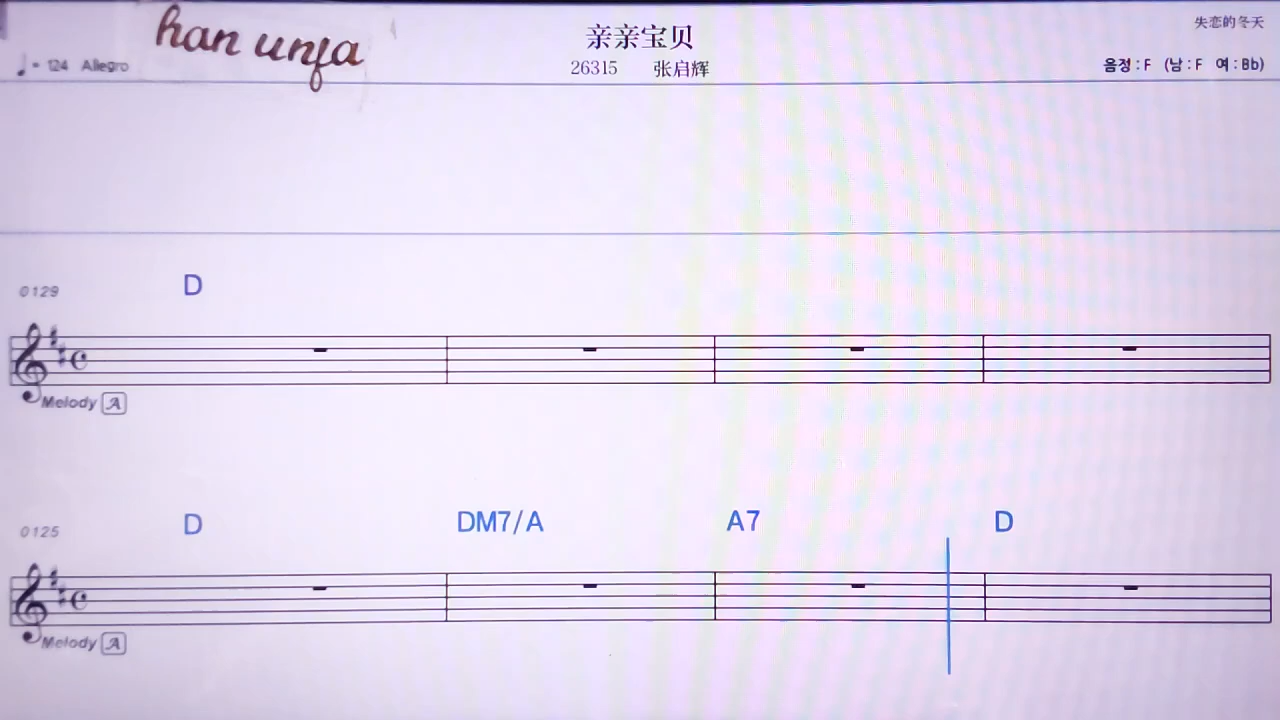 han unfa
亲亲宝贝
失恋的冬天
♩ = 124 Allegro
26315 张启辉
음정 : F (남 : F 여 : Bb)
0129 D
Melody A
0125 D DM7/A A7 D
Melody A